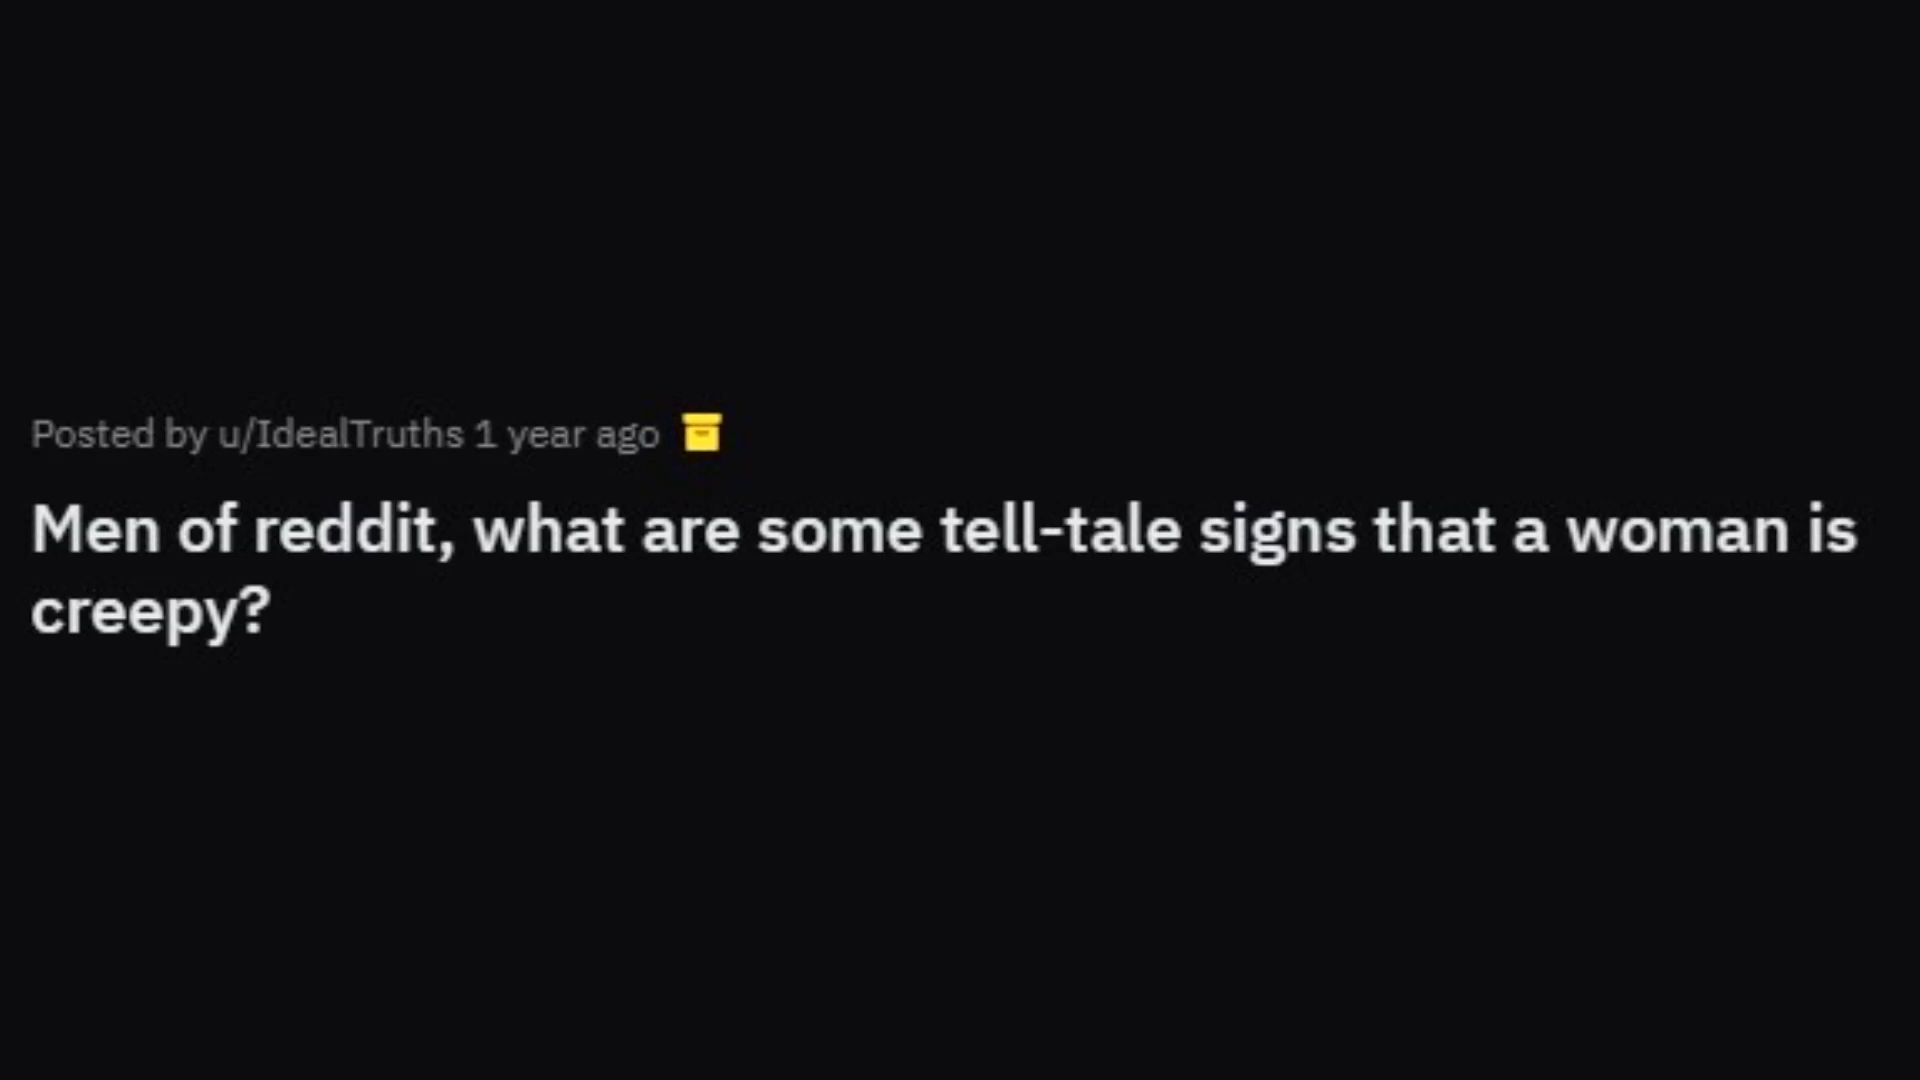 Posted by u/IdealTruths 1 year ago
Men of reddit, what are some tell-tale signs that a woman is
creepy?